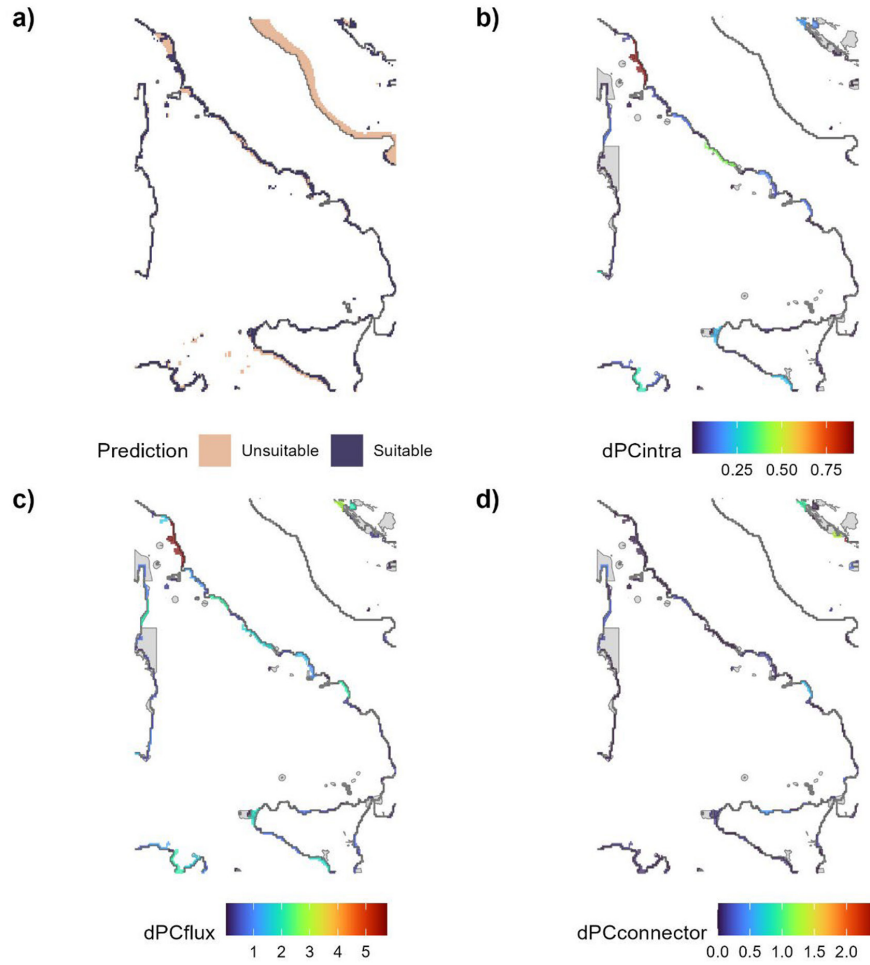 a)
b)
Prediction Unsuitable Suitable
dPCintra
0.25 0.50 0.75
c)
d)
dPCflux
1 2 3 4 5
dPCconnector
0.0 0.5 1.0 1.5 2.0